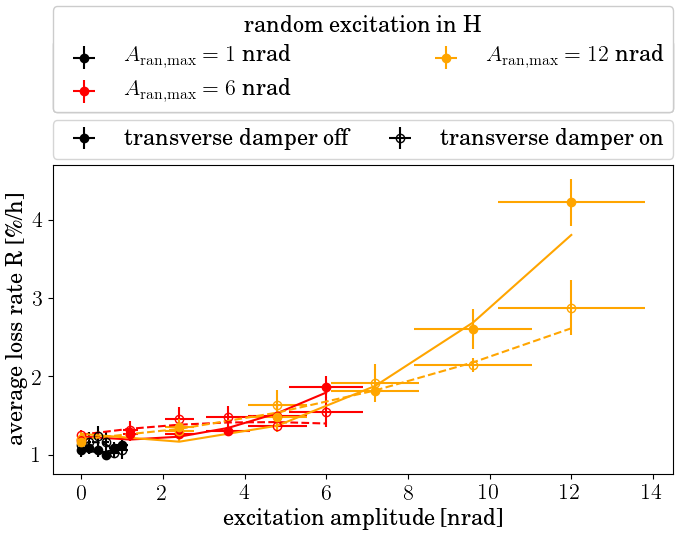 random excitation in H
A_ran,max = 1 nrad
A_ran,max = 12 nrad
A_ran,max = 6 nrad
transverse damper off
transverse damper on
average loss rate R [%/h]
4
3
2
1
0
2
4
6
8
10
12
14
excitation amplitude [nrad]